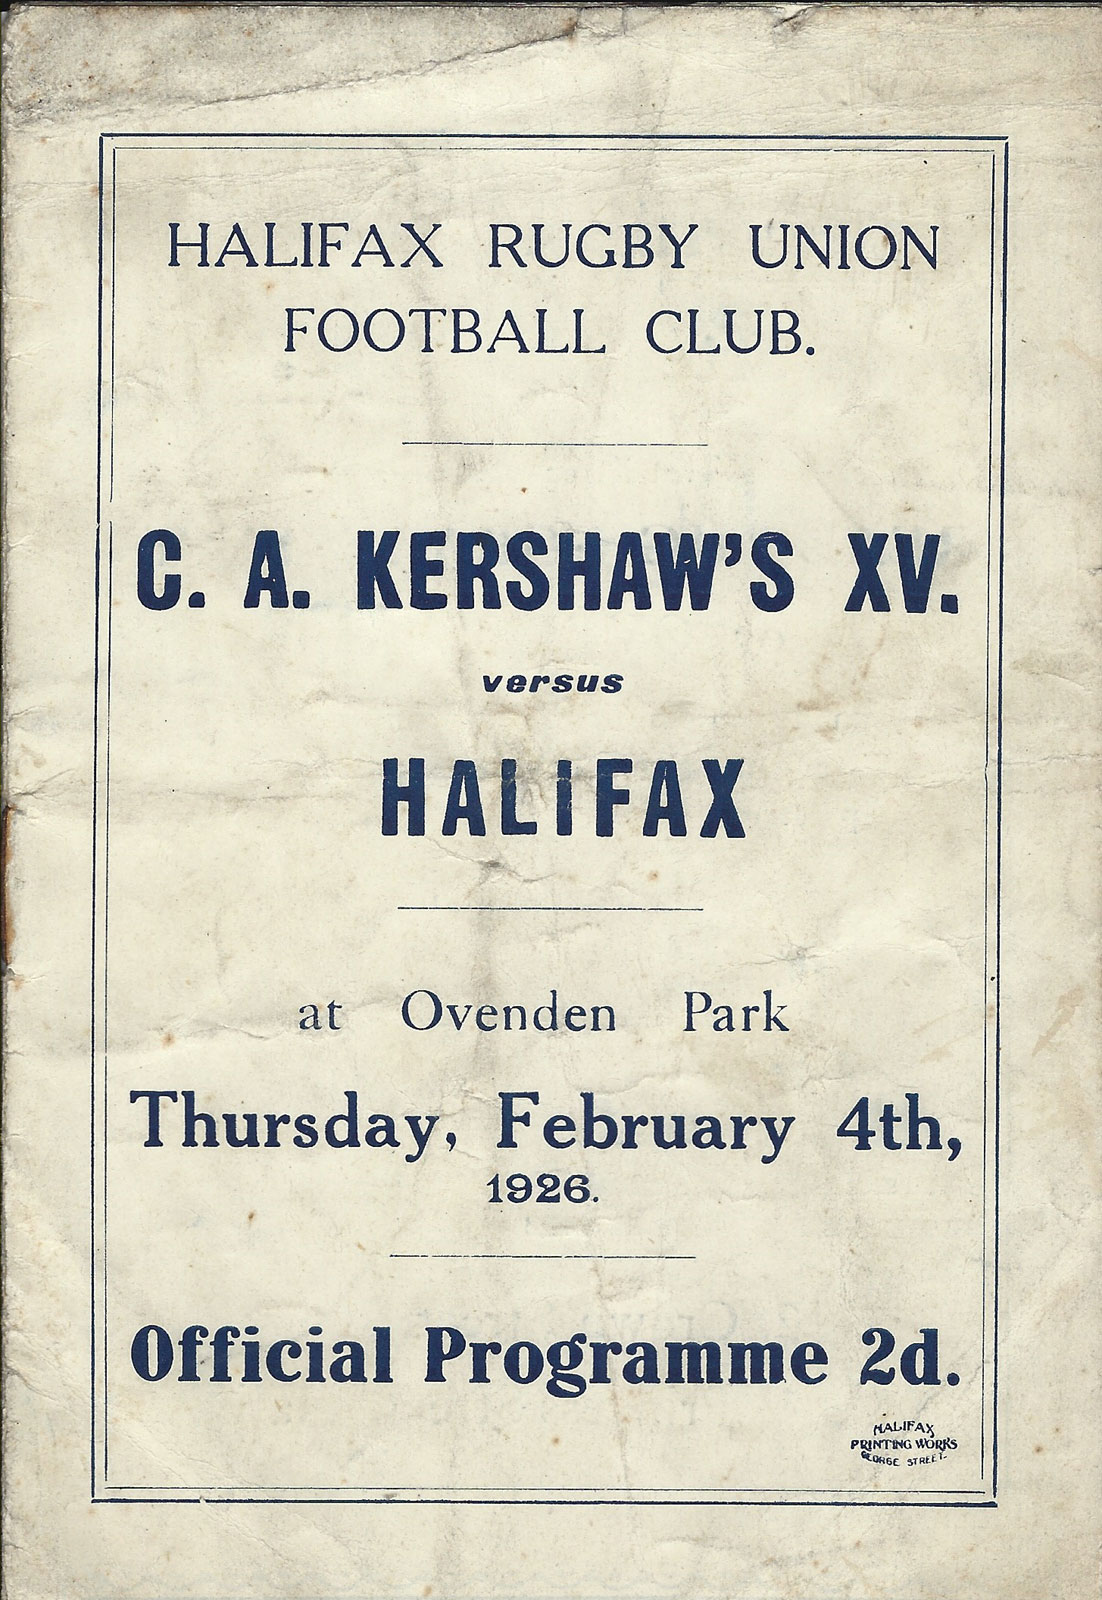 HALIFAX RUGBY UNION
FOOTBALL CLUB.
C. A. KERSHAW'S XV.
versus
HALIFAX
at Ovenden Park
Thursday, February 4th,
1926.
Official Programme 2d.
HALIFAX
PRINTING WORKS
GEORGE STREET.